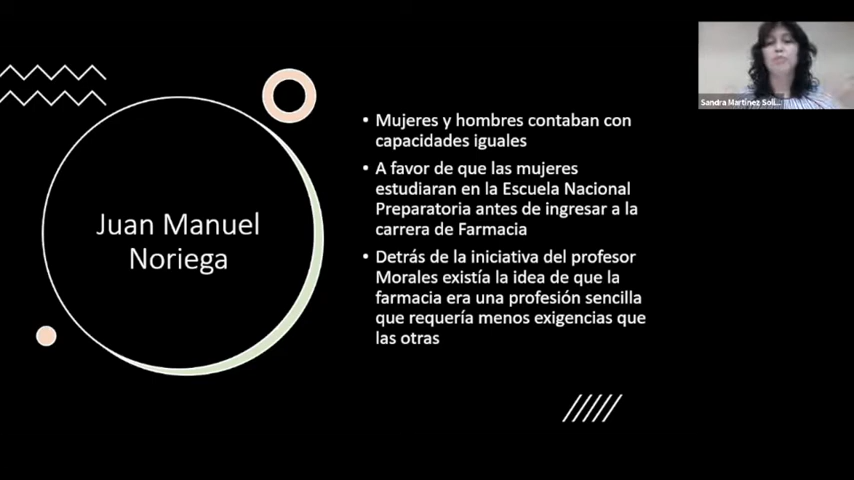 Juan Manuel
Noriega
• Mujeres y hombres contaban con
capacidades iguales
• A favor de que las mujeres
estudiaran en la Escuela Nacional
Preparatoria antes de ingresar a la
carrera de Farmacia
• Detrás de la iniciativa del profesor
Morales existía la idea de que la
farmacia era una profesión sencilla
que requería menos exigencias que
las otras
Sandra Martínez Solí...